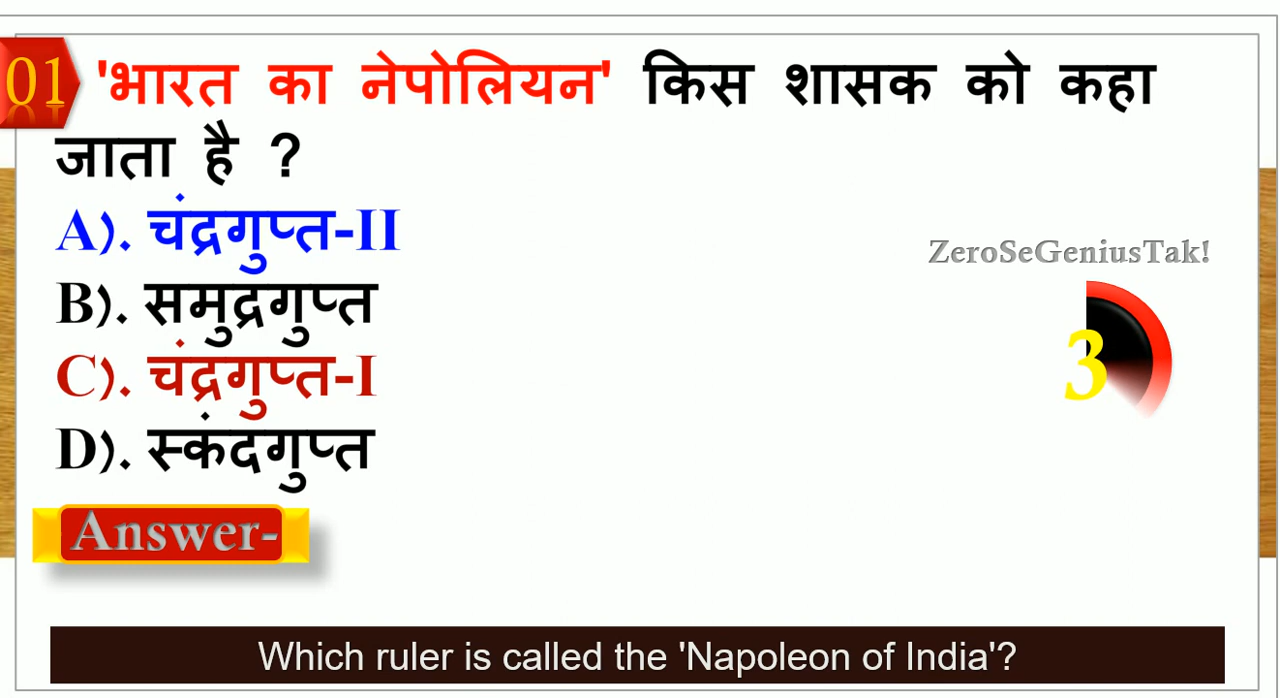 01 'भारत का नेपोलियन' किस शासक को कहा
जाता है ?
A). चंद्रगुप्त-II
B). समुद्रगुप्त
C). चंद्रगुप्त-I
D). स्कंदगुप्त
ZeroSeGeniusTak!
3
Answer-
Which ruler is called the 'Napoleon of India'?